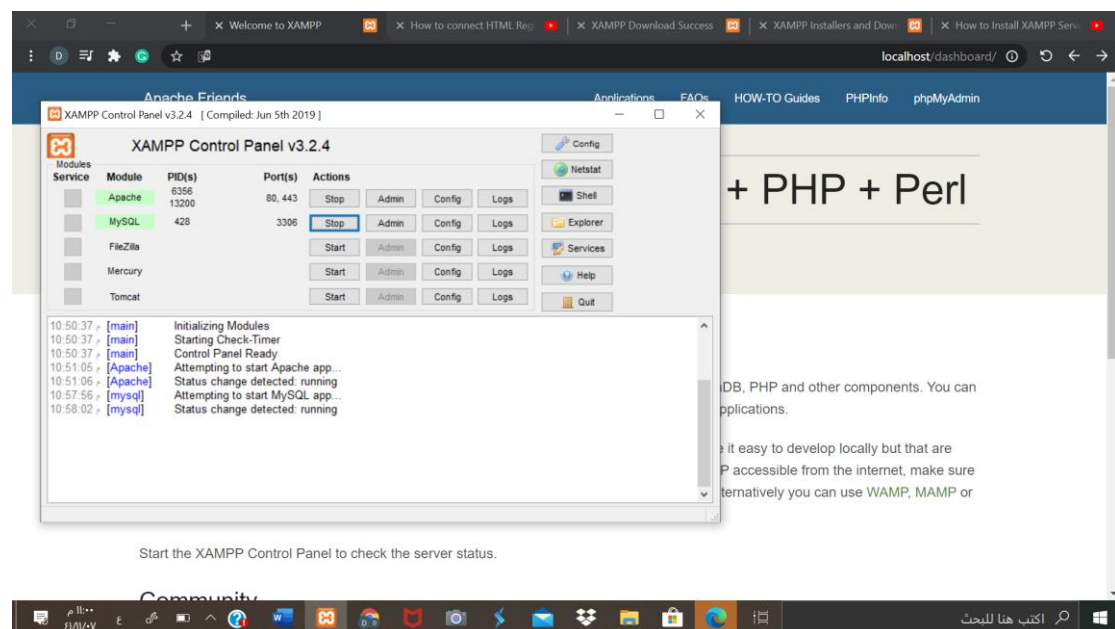 Welcome to XAMPP
How to connect HTML Reg
XAMPP Download Success
XAMPP Installers and Down
How to Install XAMPP Serv
localhost/dashboard/
Apache Friends
Applications FAQs HOW-TO Guides PHPInfo phpMyAdmin
XAMPP Control Panel v3.2.4 [ Compiled: Jun 5th 2019 ]
XAMPP Control Panel v3.2.4
Config
Modules
Service Module PID(s) Port(s) Actions
Netstat
Apache 6356 13200 80, 443 Stop Admin Config Logs
Shell
MySQL 428 3306 Stop Admin Config Logs
Explorer
FileZilla Start Admin Config Logs
Services
Mercury Start Admin Config Logs
Help
Tomcat Start Admin Config Logs
Quit
+ PHP + Perl
10:50:37 م [main] Initializing Modules
10:50:37 م [main] Starting Check-Timer
10:50:37 م [main] Control Panel Ready
10:51:05 م [Apache] Attempting to start Apache app...
10:51:06 م [Apache] Status change detected: running
10:57:56 م [mysql] Attempting to start MySQL app...
10:58:02 م [mysql] Status change detected: running
DB, PHP and other components. You can
pplications.
it easy to develop locally but that are
P accessible from the internet, make sure
ternatively you can use WAMP, MAMP or
Start the XAMPP Control Panel to check the server status.
Community
١١:٠٠ م
ع
اكتب هنا للبحث